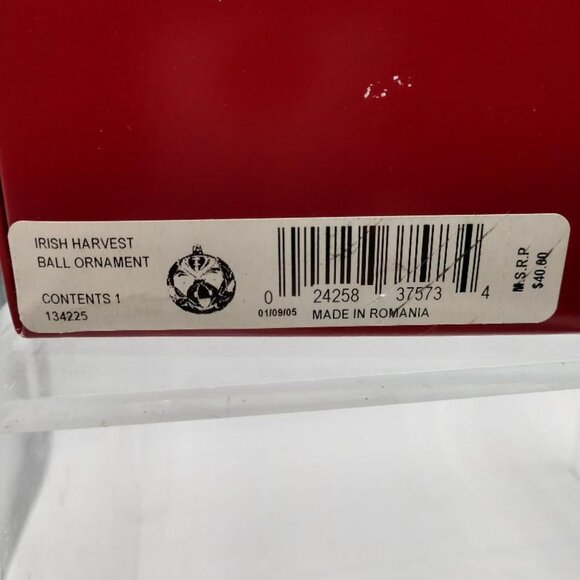 IRISH HARVEST
BALL ORNAMENT
CONTENTS 1
134225
0 24258 37573 4
01/09/05 MADE IN ROMANIA
M.S.R.P
$40.00